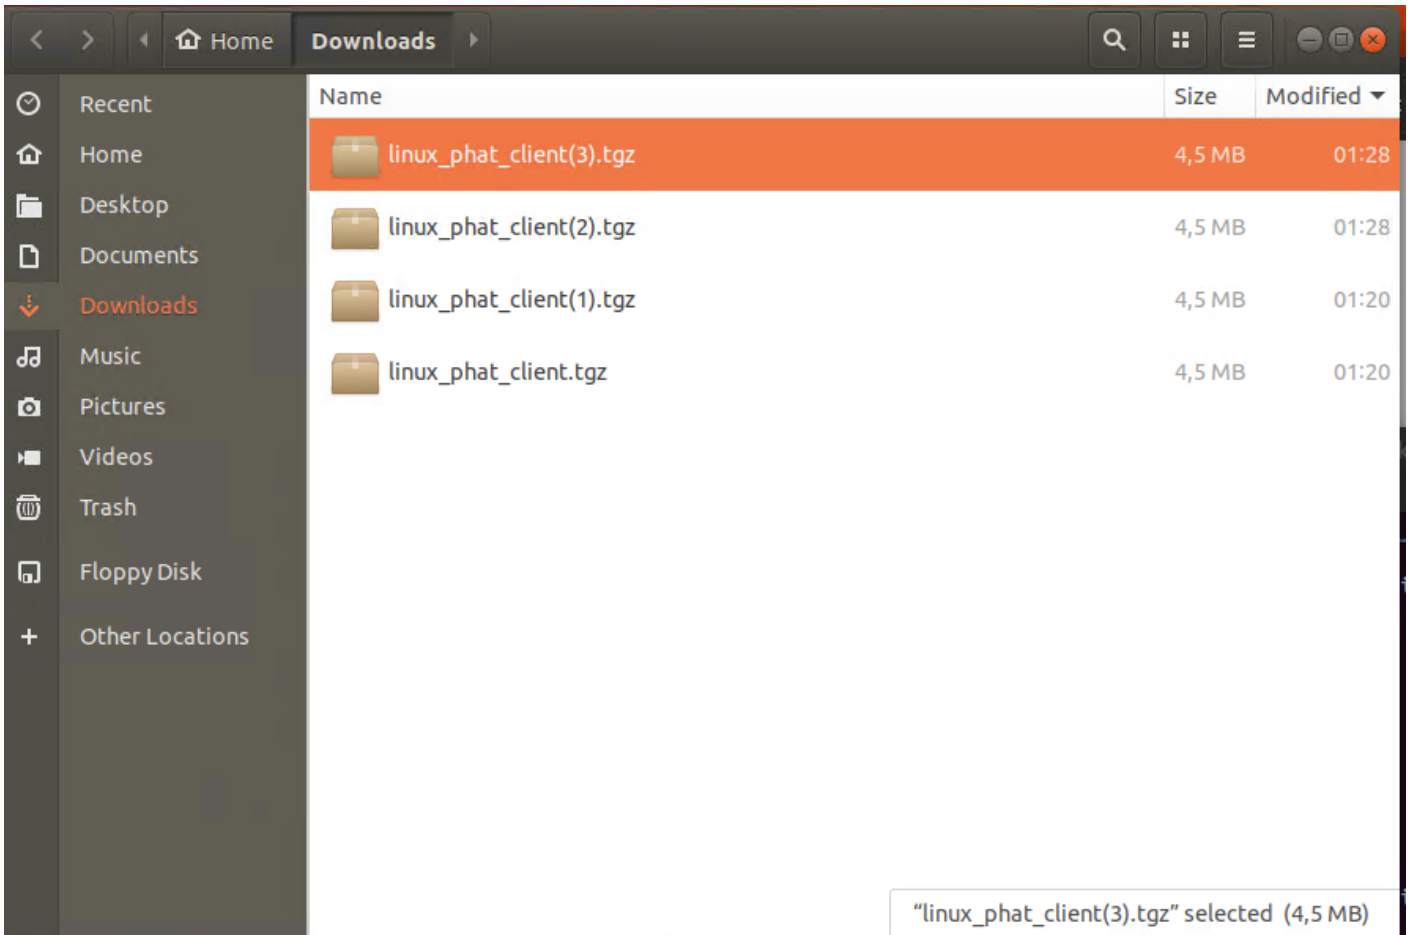 Home Downloads
Name Size Modified
Recent
Home
Desktop
Documents
Downloads
Music
Pictures
Videos
Trash
Floppy Disk
Other Locations
linux_phat_client(3).tgz 4,5 MB 01:28
linux_phat_client(2).tgz 4,5 MB 01:28
linux_phat_client(1).tgz 4,5 MB 01:20
linux_phat_client.tgz 4,5 MB 01:20
“linux_phat_client(3).tgz” selected (4,5 MB)